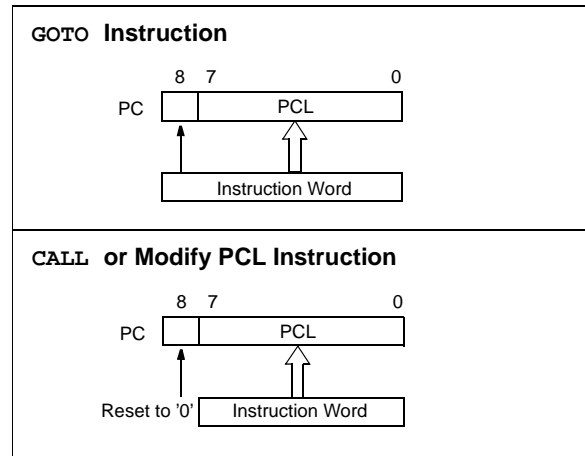 GOTO Instruction
8 7 0
PC PCL
Instruction Word
CALL or Modify PCL Instruction
8 7 0
PC PCL
Reset to '0' Instruction Word